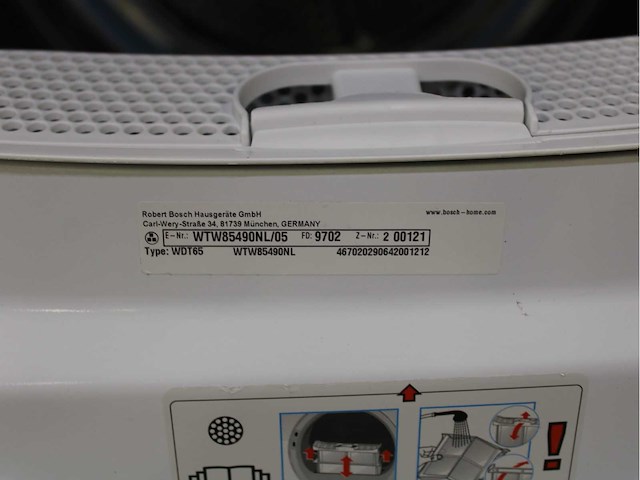 Robert Bosch Hausgeräte GmbH www.bosch-home.com
Carl-Wery-Straße 34, 81739 München, GERMANY
E-Nr.: WTW85490NL/05 FD: 9702 Z-Nr.: 2 00121
Type: WDT65 WTW85490NL 467020290642001212